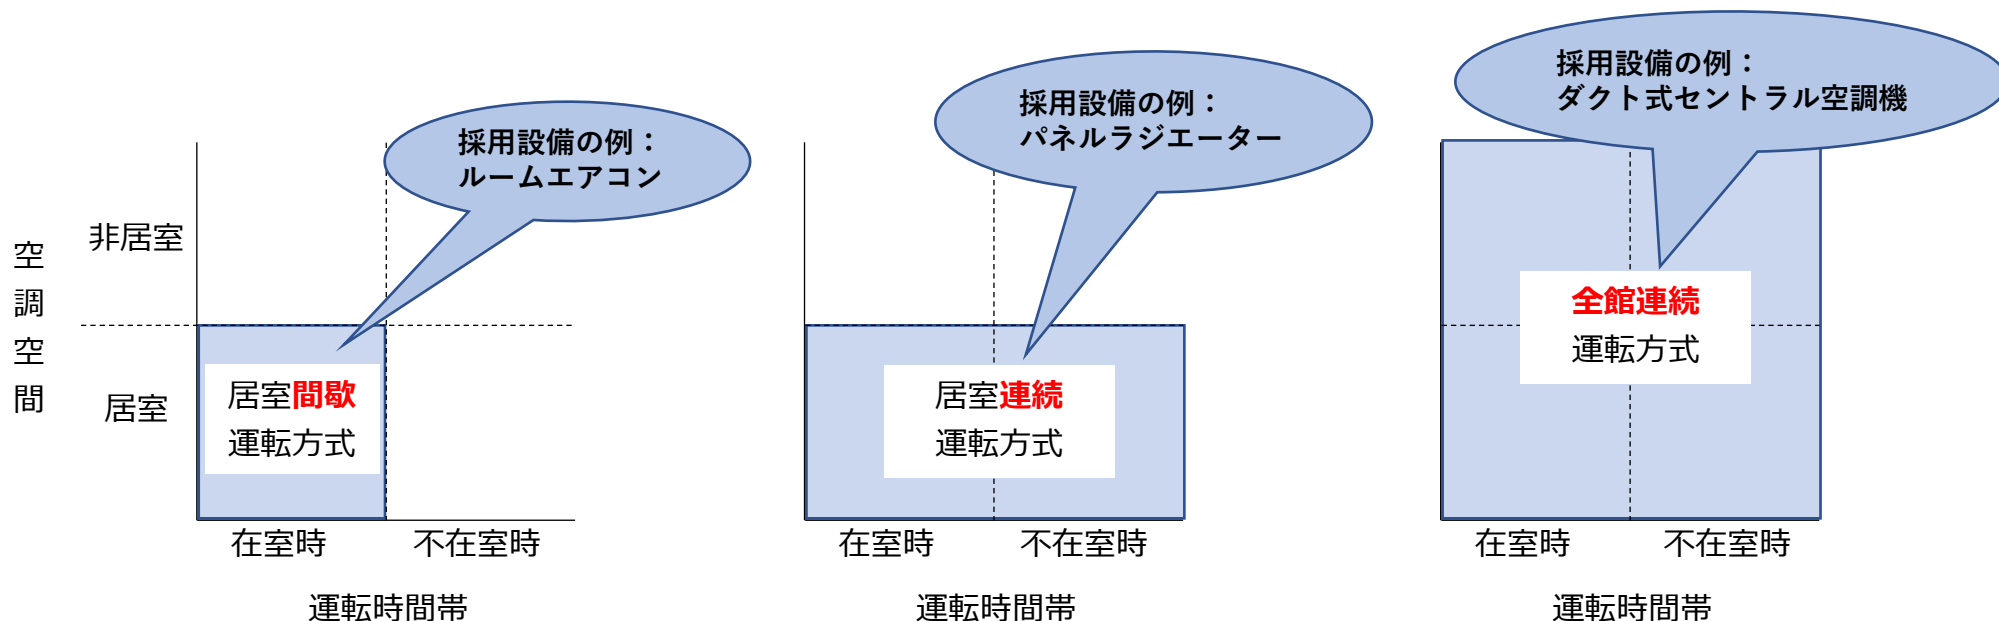 空調空間
非居室
居室
採用設備の例：
ルームエアコン
居室間歇
運転方式
在室時
不在室時
運転時間帯
採用設備の例：
パネルラジエーター
居室連続
運転方式
在室時
不在室時
運転時間帯
採用設備の例：
ダクト式セントラル空調機
全館連続
運転方式
在室時
不在室時
運転時間帯